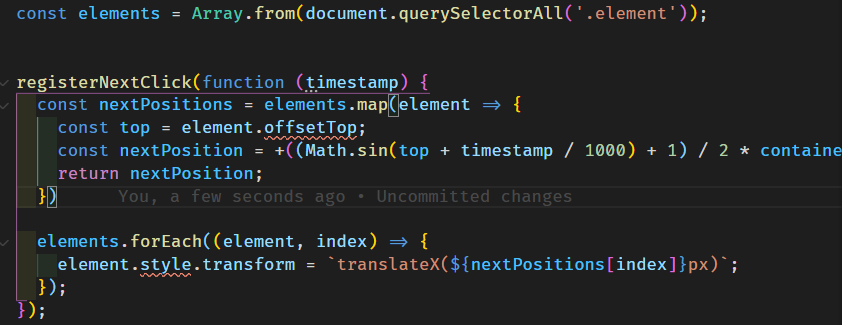 const elements = Array.from(document.querySelectorAll('.element'));
registerNextClick(function (timestamp) {
const nextPositions = elements.map(element => {
const top = element.offsetTop;
const nextPosition = +((Math.sin(top + timestamp / 1000) + 1) / 2 * containe
return nextPosition;
})
You, a few seconds ago • Uncommitted changes
elements.forEach((element, index) => {
element.style.transform = `translateX(${nextPositions[index]}px)`;
});
});